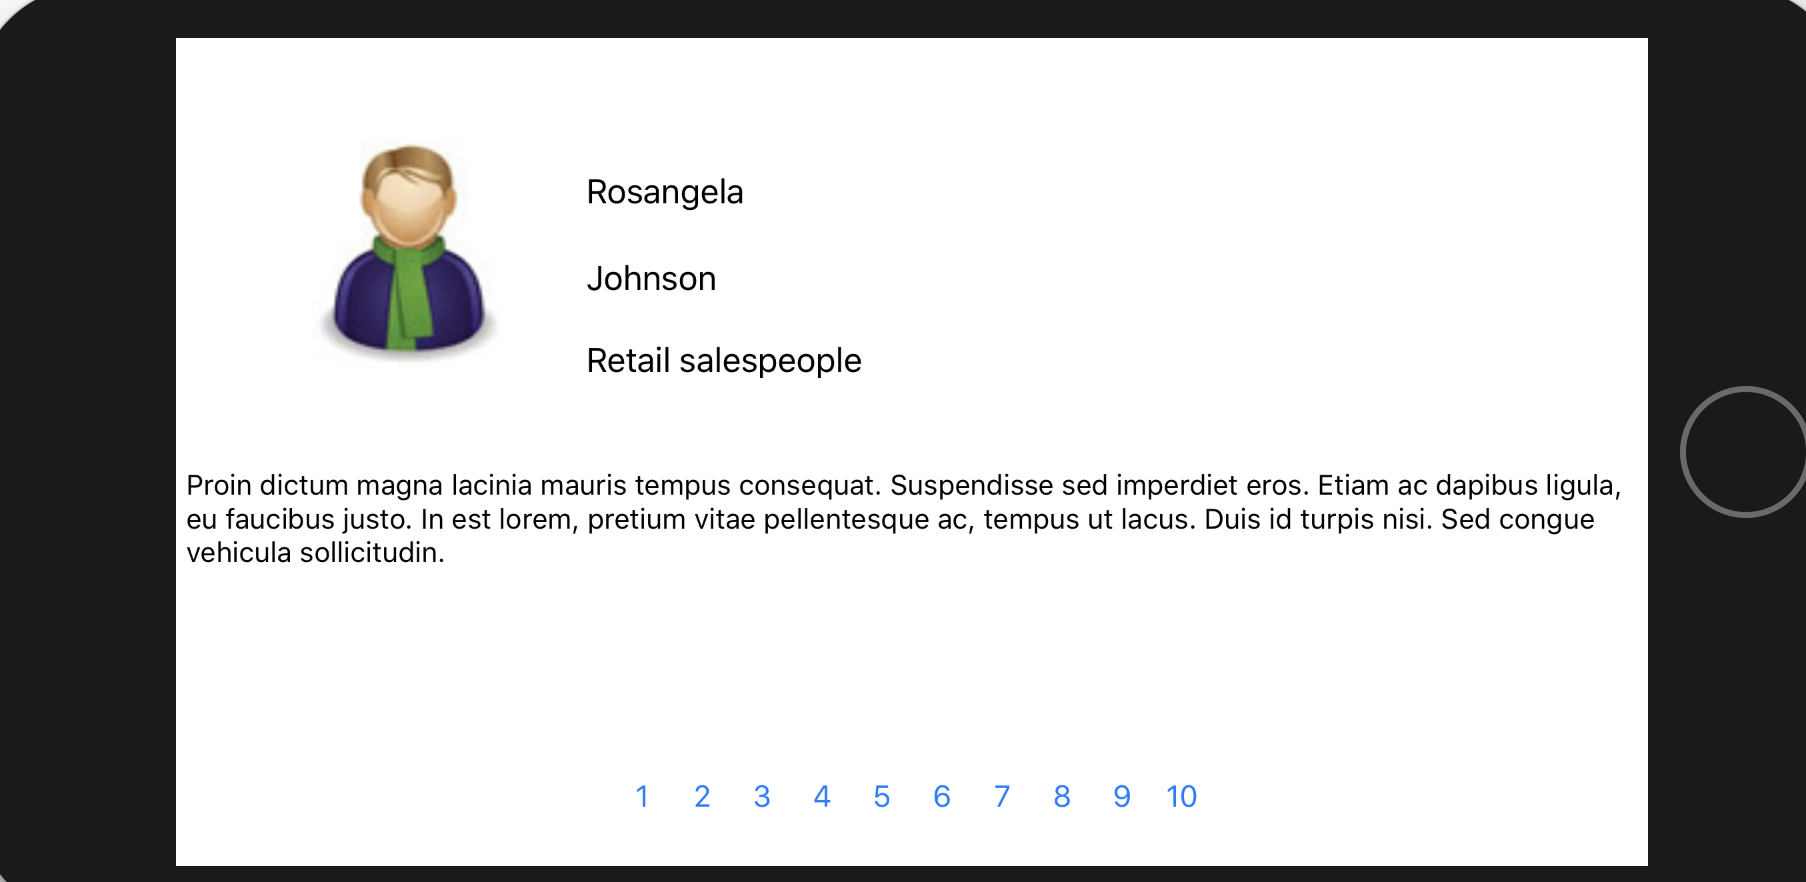 Rosangela
Johnson
Retail salespeople
Proin dictum magna lacinia mauris tempus consequat. Suspendisse sed imperdiet eros. Etiam ac dapibus ligula,
eu faucibus justo. In est lorem, pretium vitae pellentesque ac, tempus ut lacus. Duis id turpis nisi. Sed congue
vehicula sollicitudin.
1 2 3 4 5 6 7 8 9 10